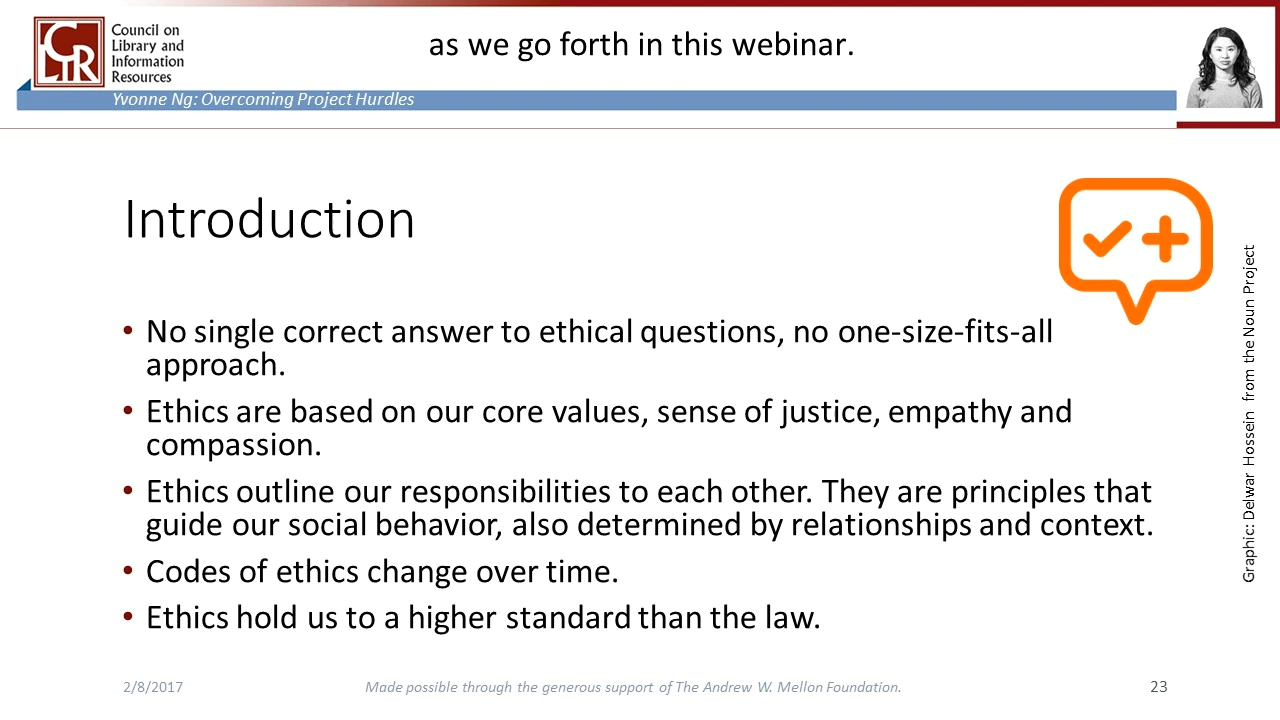 CLIR
Council on
Library and
Information
Resources
as we go forth in this webinar.
Yvonne Ng: Overcoming Project Hurdles
Introduction
• No single correct answer to ethical questions, no one-size-fits-all
approach.
• Ethics are based on our core values, sense of justice, empathy and
compassion.
• Ethics outline our responsibilities to each other. They are principles that
guide our social behavior, also determined by relationships and context.
• Codes of ethics change over time.
• Ethics hold us to a higher standard than the law.
Graphic: Delwar Hossein from the Noun Project
2/8/2017
Made possible through the generous support of The Andrew W. Mellon Foundation.
23